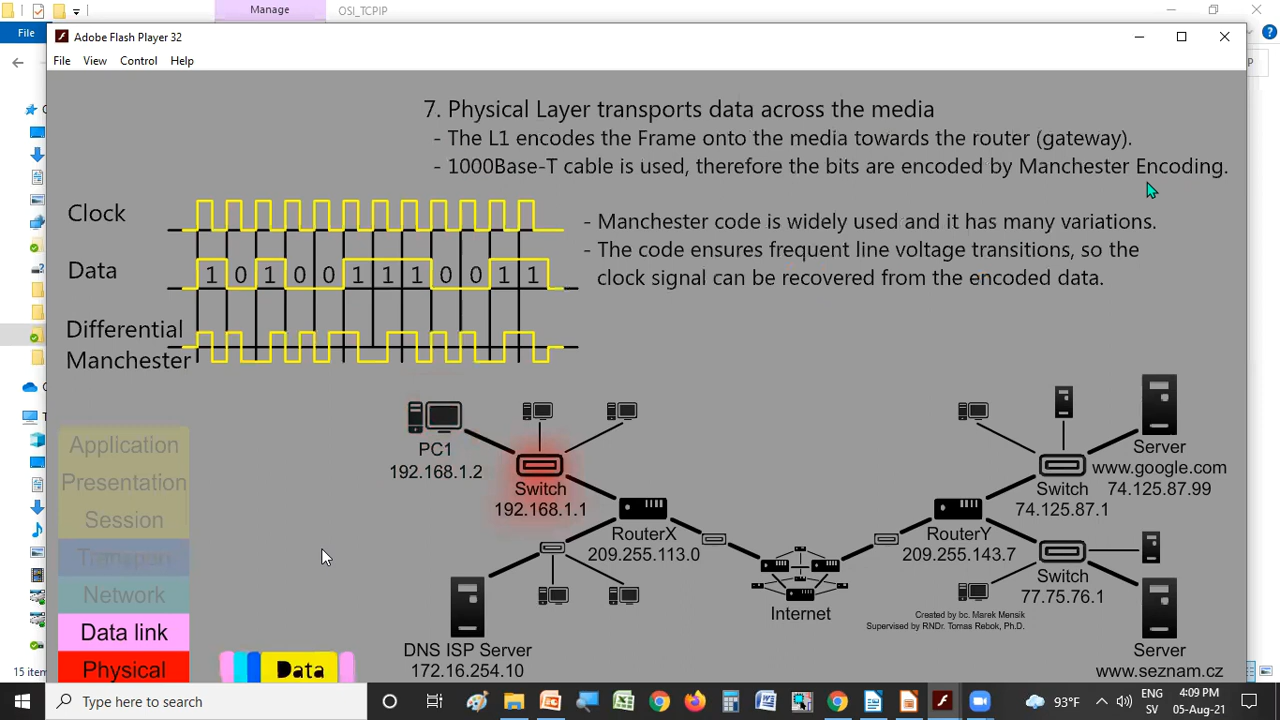 Manage
OSI_TCPIP
File
Adobe Flash Player 32
File View Control Help
7. Physical Layer transports data across the media
- The L1 encodes the Frame onto the media towards the router (gateway).
- 1000Base-T cable is used, therefore the bits are encoded by Manchester Encoding.
Clock
- Manchester code is widely used and it has many variations.
- The code ensures frequent line voltage transitions, so the
clock signal can be recovered from the encoded data.
Data
1 0 1 0 0 1 1 1 0 0 1 1
Differential
Manchester
Application
Presentation
Session
Transport
Network
Data link
Physical
Data
PC1
192.168.1.2
Switch
192.168.1.1
RouterX
209.255.113.0
DNS ISP Server
172.16.254.10
Internet
RouterY
209.255.143.7
Switch
74.125.87.1
Server
www.google.com
74.125.87.99
Switch
77.75.76.1
Created by bc. Marek Mensik
Supervised by RNDr. Tomas Rebok, Ph.D.
Server
www.seznam.cz
15 item
Type here to search
93°F
ENG
SV
4:09 PM
05-Aug-21